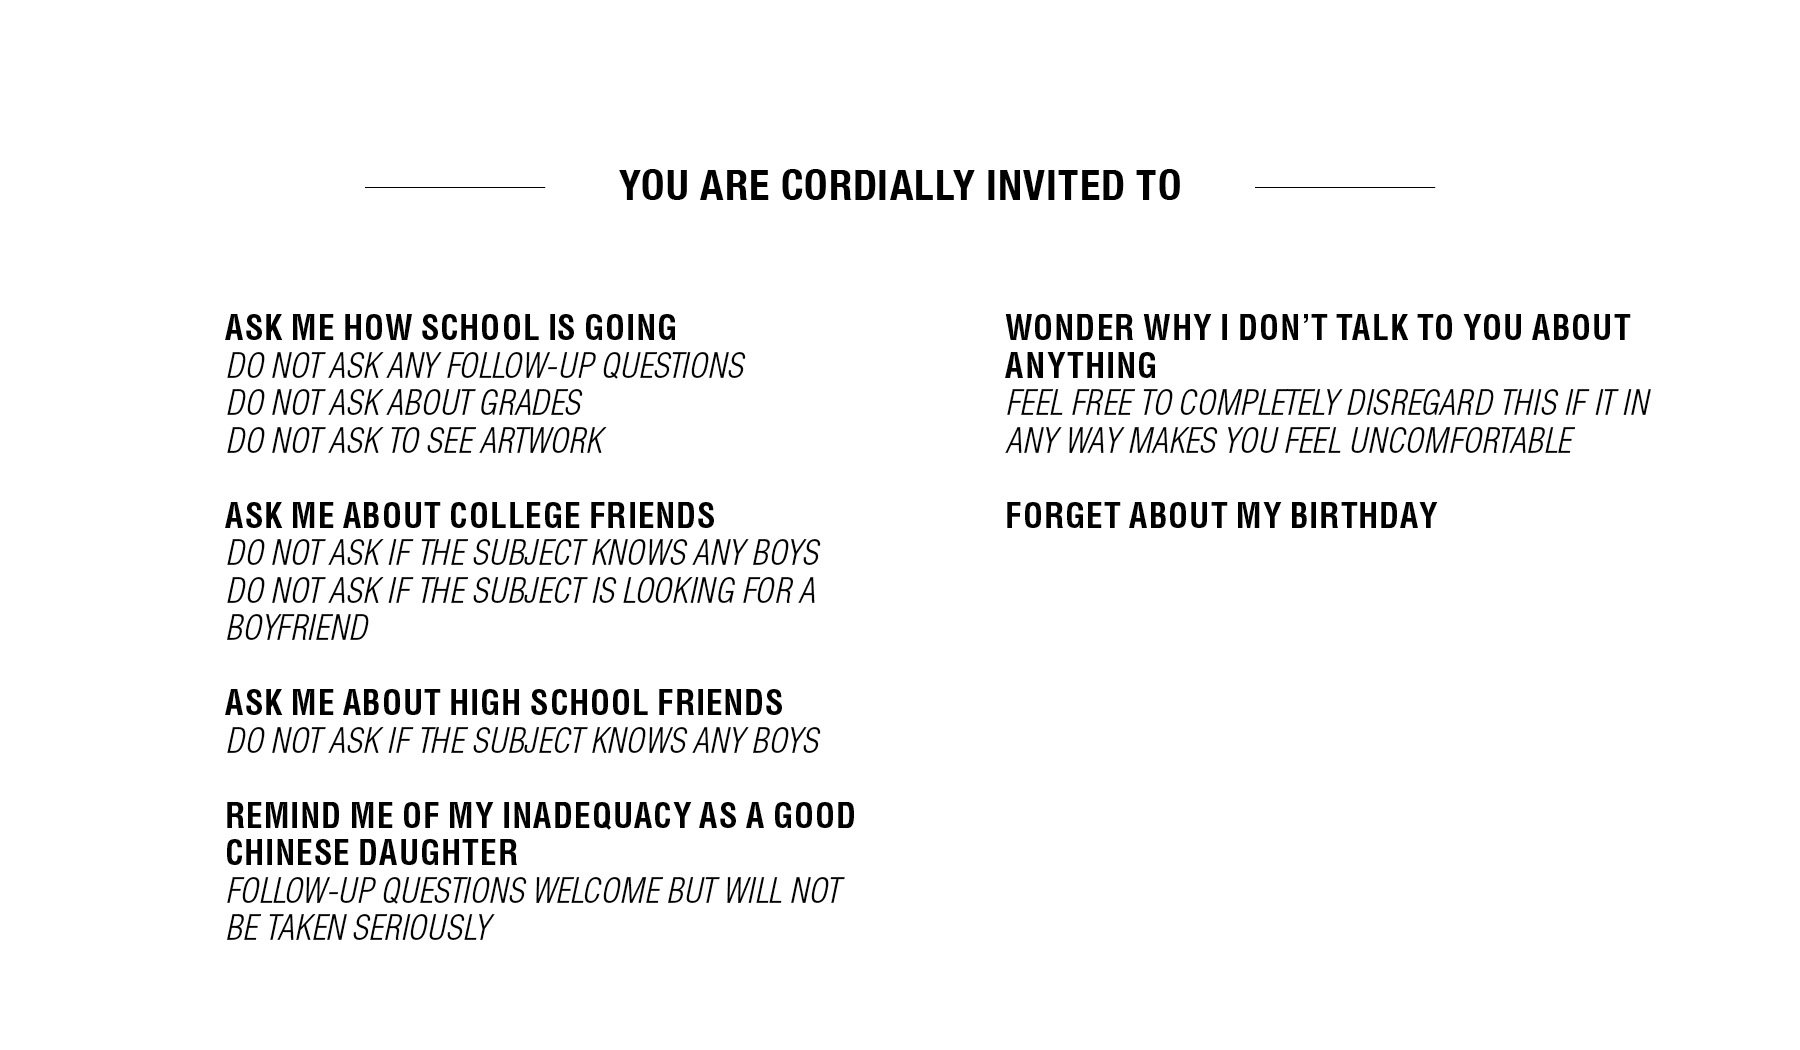 YOU ARE CORDIALLY INVITED TO
ASK ME HOW SCHOOL IS GOING
DO NOT ASK ANY FOLLOW-UP QUESTIONS
DO NOT ASK ABOUT GRADES
DO NOT ASK TO SEE ARTWORK
ASK ME ABOUT COLLEGE FRIENDS
DO NOT ASK IF THE SUBJECT KNOWS ANY BOYS
DO NOT ASK IF THE SUBJECT IS LOOKING FOR A
BOYFRIEND
ASK ME ABOUT HIGH SCHOOL FRIENDS
DO NOT ASK IF THE SUBJECT KNOWS ANY BOYS
REMIND ME OF MY INADEQUACY AS A GOOD
CHINESE DAUGHTER
FOLLOW-UP QUESTIONS WELCOME BUT WILL NOT
BE TAKEN SERIOUSLY
WONDER WHY I DON’T TALK TO YOU ABOUT
ANYTHING
FEEL FREE TO COMPLETELY DISREGARD THIS IF IT IN
ANY WAY MAKES YOU FEEL UNCOMFORTABLE
FORGET ABOUT MY BIRTHDAY